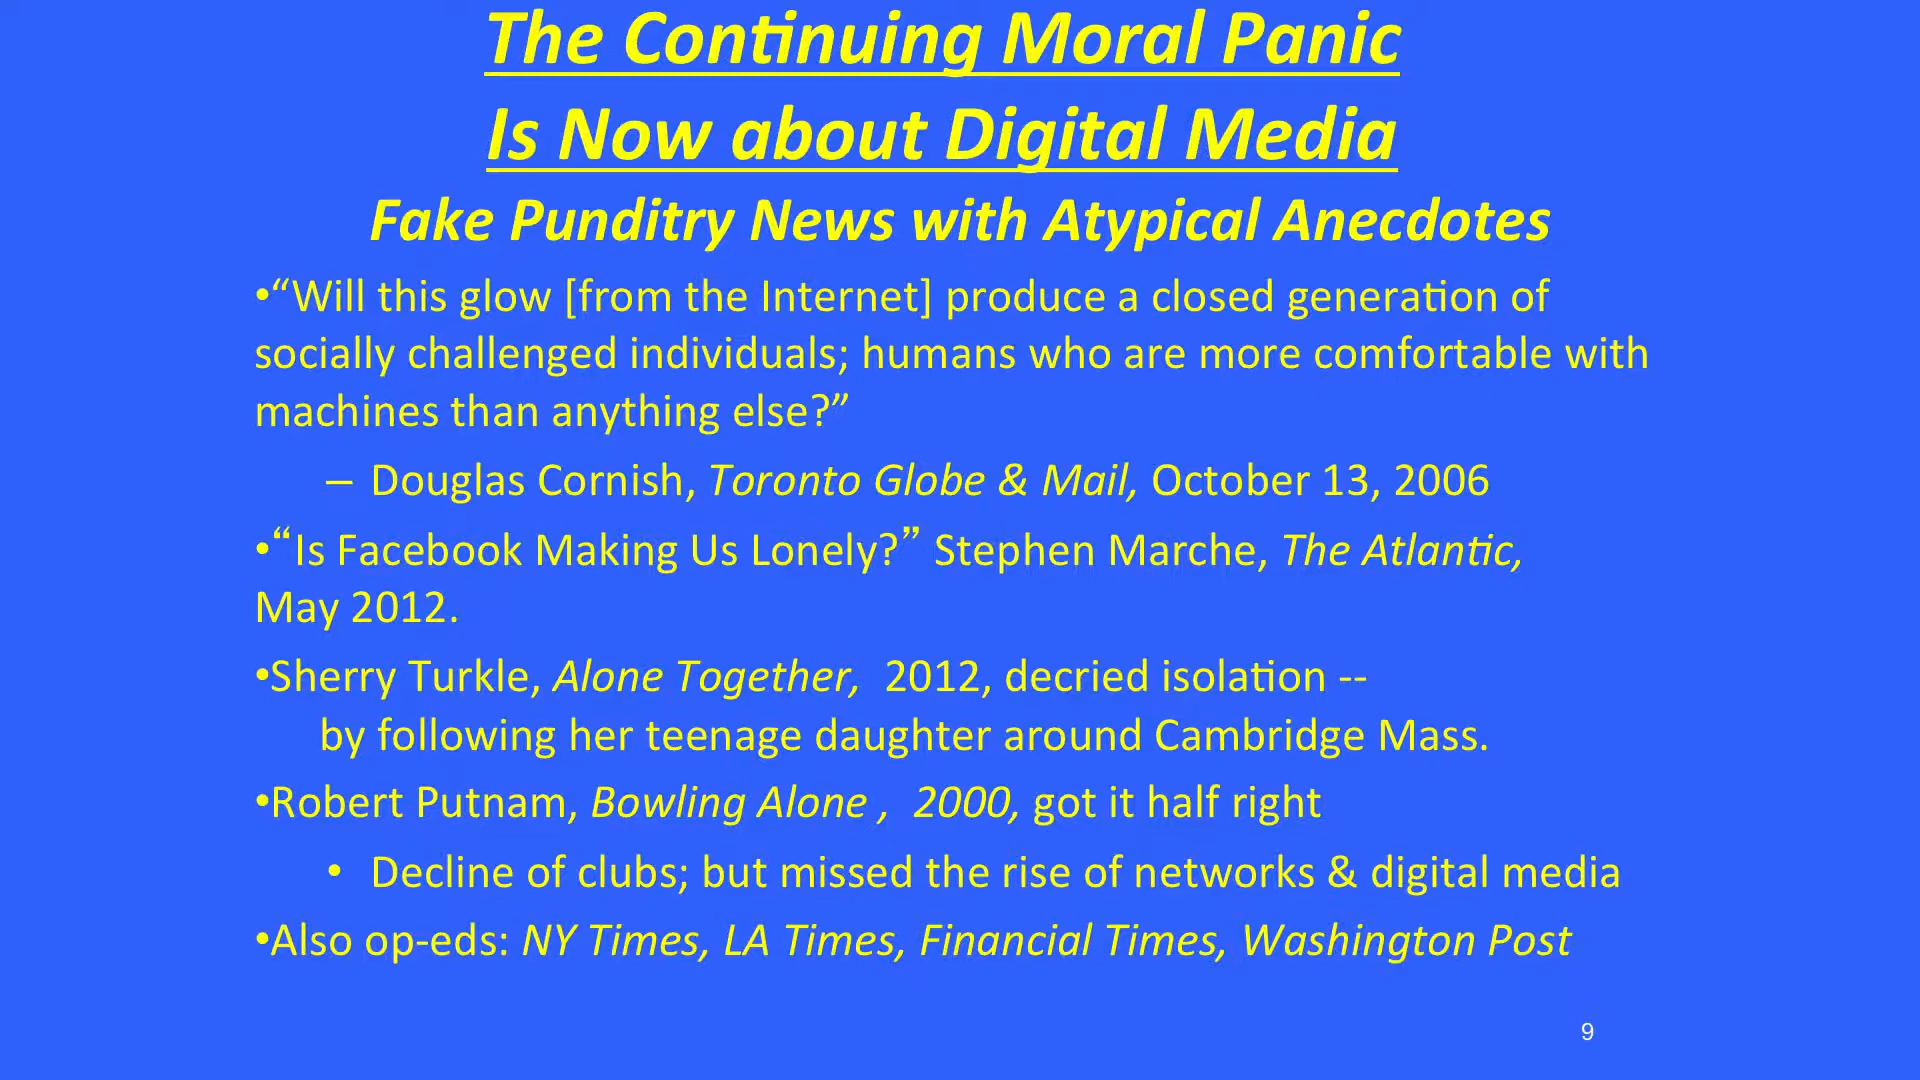 The Continuing Moral Panic
Is Now about Digital Media
Fake Punditry News with Atypical Anecdotes
•“Will this glow [from the Internet] produce a closed generation of
socially challenged individuals; humans who are more comfortable with
machines than anything else?”
– Douglas Cornish, Toronto Globe & Mail, October 13, 2006
•“Is Facebook Making Us Lonely?” Stephen Marche, The Atlantic,
May 2012.
•Sherry Turkle, Alone Together, 2012, decried isolation --
by following her teenage daughter around Cambridge Mass.
•Robert Putnam, Bowling Alone , 2000, got it half right
• Decline of clubs; but missed the rise of networks & digital media
•Also op-eds: NY Times, LA Times, Financial Times, Washington Post
9